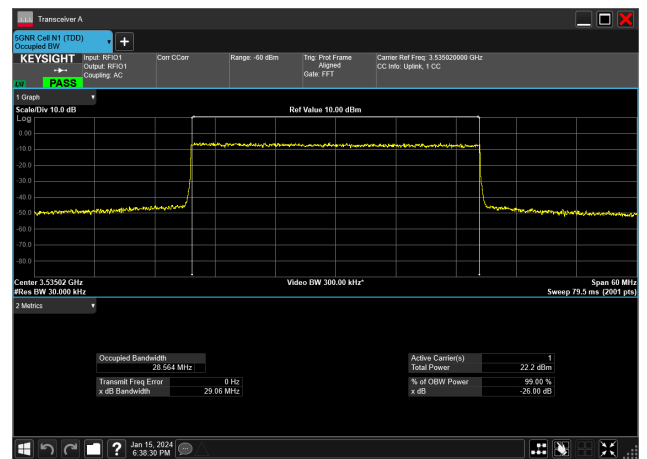 Transceiver A
5GNR Cell N1 (TDD)
Occupied BW
KEYSIGHT
PASS
Input: RFIO1
Output: RFIO1
Coupling: AC
Corr CCorr
Range: -60 dBm
Trig: Prot Frame
Aligned
Gate: FFT
Carrier Ref Freq: 3.535020000 GHz
CC Info: Uplink, 1 CC
1 Graph
Scale/Div 10.0 dB
Ref Value 10.00 dBm
Log
0.00
-10.0
-20.0
-30.0
-40.0
-50.0
-60.0
-70.0
-80.0
Center 3.53502 GHz
Video BW 300.00 kHz*
Span 60 MHz
#Res BW 30.000 kHz
Sweep 79.5 ms (2001 pts)
2 Metrics
Occupied Bandwidth
28.564 MHz
Transmit Freq Error 0 Hz
x dB Bandwidth 29.06 MHz
Active Carrier(s) 1
Total Power 22.2 dBm
% of OBW Power 99.00 %
x dB -26.00 dB
Jan 15, 2024
6:38:30 PM